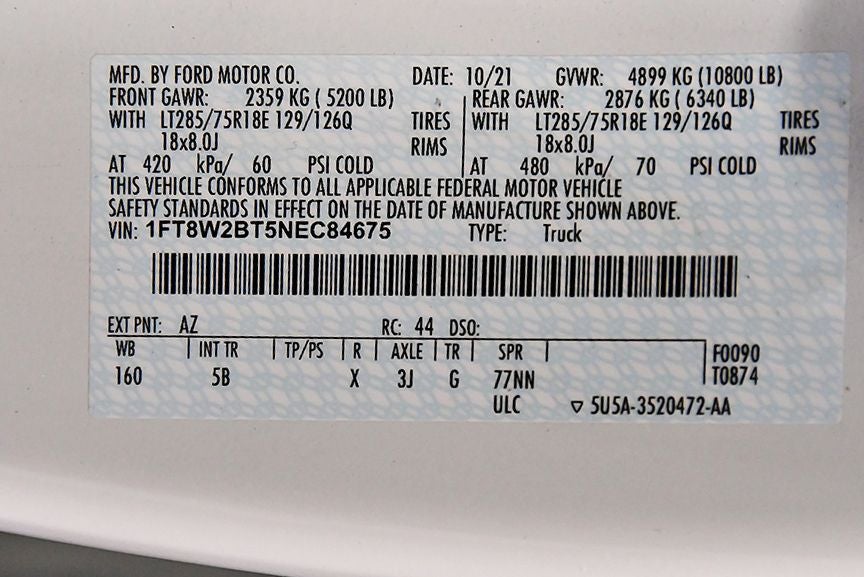 MFD. BY FORD MOTOR CO. DATE: 10/21 GVWR: 4899 KG (10800 LB)
FRONT GAWR: 2359 KG ( 5200 LB) REAR GAWR: 2876 KG ( 6340 LB)
WITH LT285/75R18E 129/126Q TIRES WITH LT285/75R18E 129/126Q TIRES
18x8.0J RIMS 18x8.0J RIMS
AT 420 kPa/ 60 PSI COLD AT 480 kPa/ 70 PSI COLD
THIS VEHICLE CONFORMS TO ALL APPLICABLE FEDERAL MOTOR VEHICLE
SAFETY STANDARDS IN EFFECT ON THE DATE OF MANUFACTURE SHOWN ABOVE.
VIN: 1FT8W2BT5NEC84675 TYPE: Truck
EXT PNT: AZ RC: 44 DSO:
WB INT TR TP/PS R AXLE TR SPR F0090
160 5B X 3J G 77NN T0874
ULC ▽ 5U5A-3520472-AA